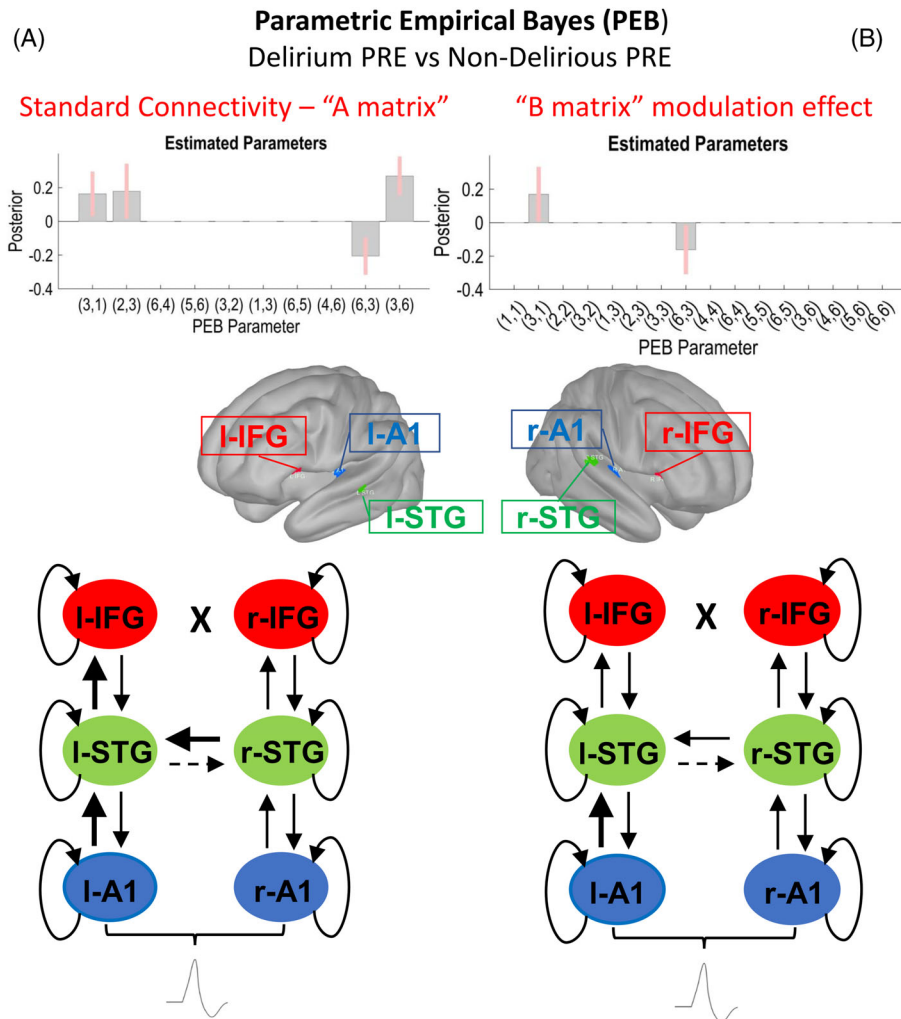 Parametric Empirical Bayes (PEB)
(A)
(B)
Delirium PRE vs Non-Delirious PRE
Standard Connectivity – “A matrix”
“B matrix” modulation effect
Estimated Parameters
Posterior
0.2
0
-0.2
-0.4
(3,1) (2,3) (6,4) (5,6) (3,2) (1,3) (6,5) (4,6) (6,3) (3,6)
PEB Parameter
Estimated Parameters
Posterior
0.2
0
-0.2
-0.4
(1,1) (3,1) (2,2) (3,2) (1,3) (2,3) (3,3) (6,3) (4,4) (6,4) (5,5) (6,5) (3,6) (4,6) (5,6) (6,6)
PEB Parameter
l-IFG
l-A1
l-STG
r-A1
r-IFG
r-STG
l-IFG X r-IFG
l-STG r-STG
l-A1 r-A1
l-IFG X r-IFG
l-STG r-STG
l-A1 r-A1